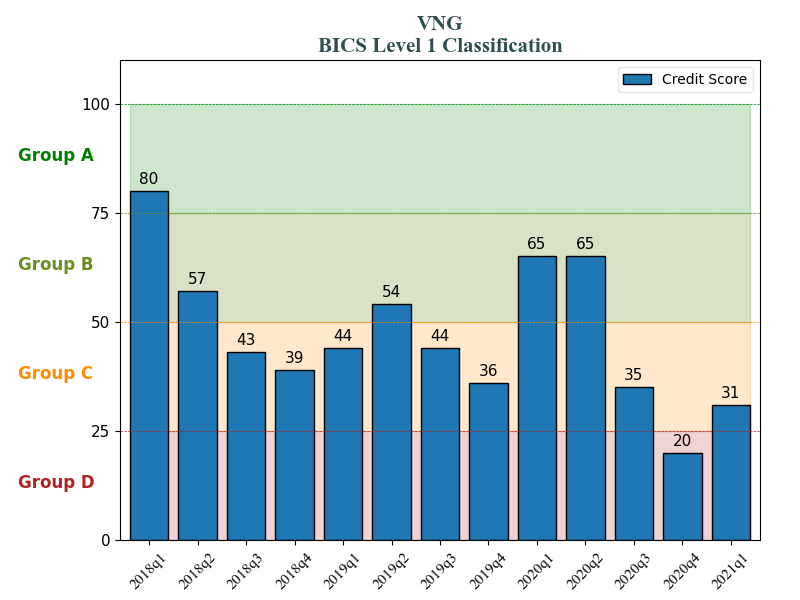 VNG
BICS Level 1 Classification
Credit Score
100
Group A
80
75
Group B
65 65
57
54
50
43 39 44 44 36 35 31
Group C
25
20
Group D
0
2018q1 2018q2 2018q3 2018q4 2019q1 2019q2 2019q3 2019q4 2020q1 2020q2 2020q3 2020q4 2021q1